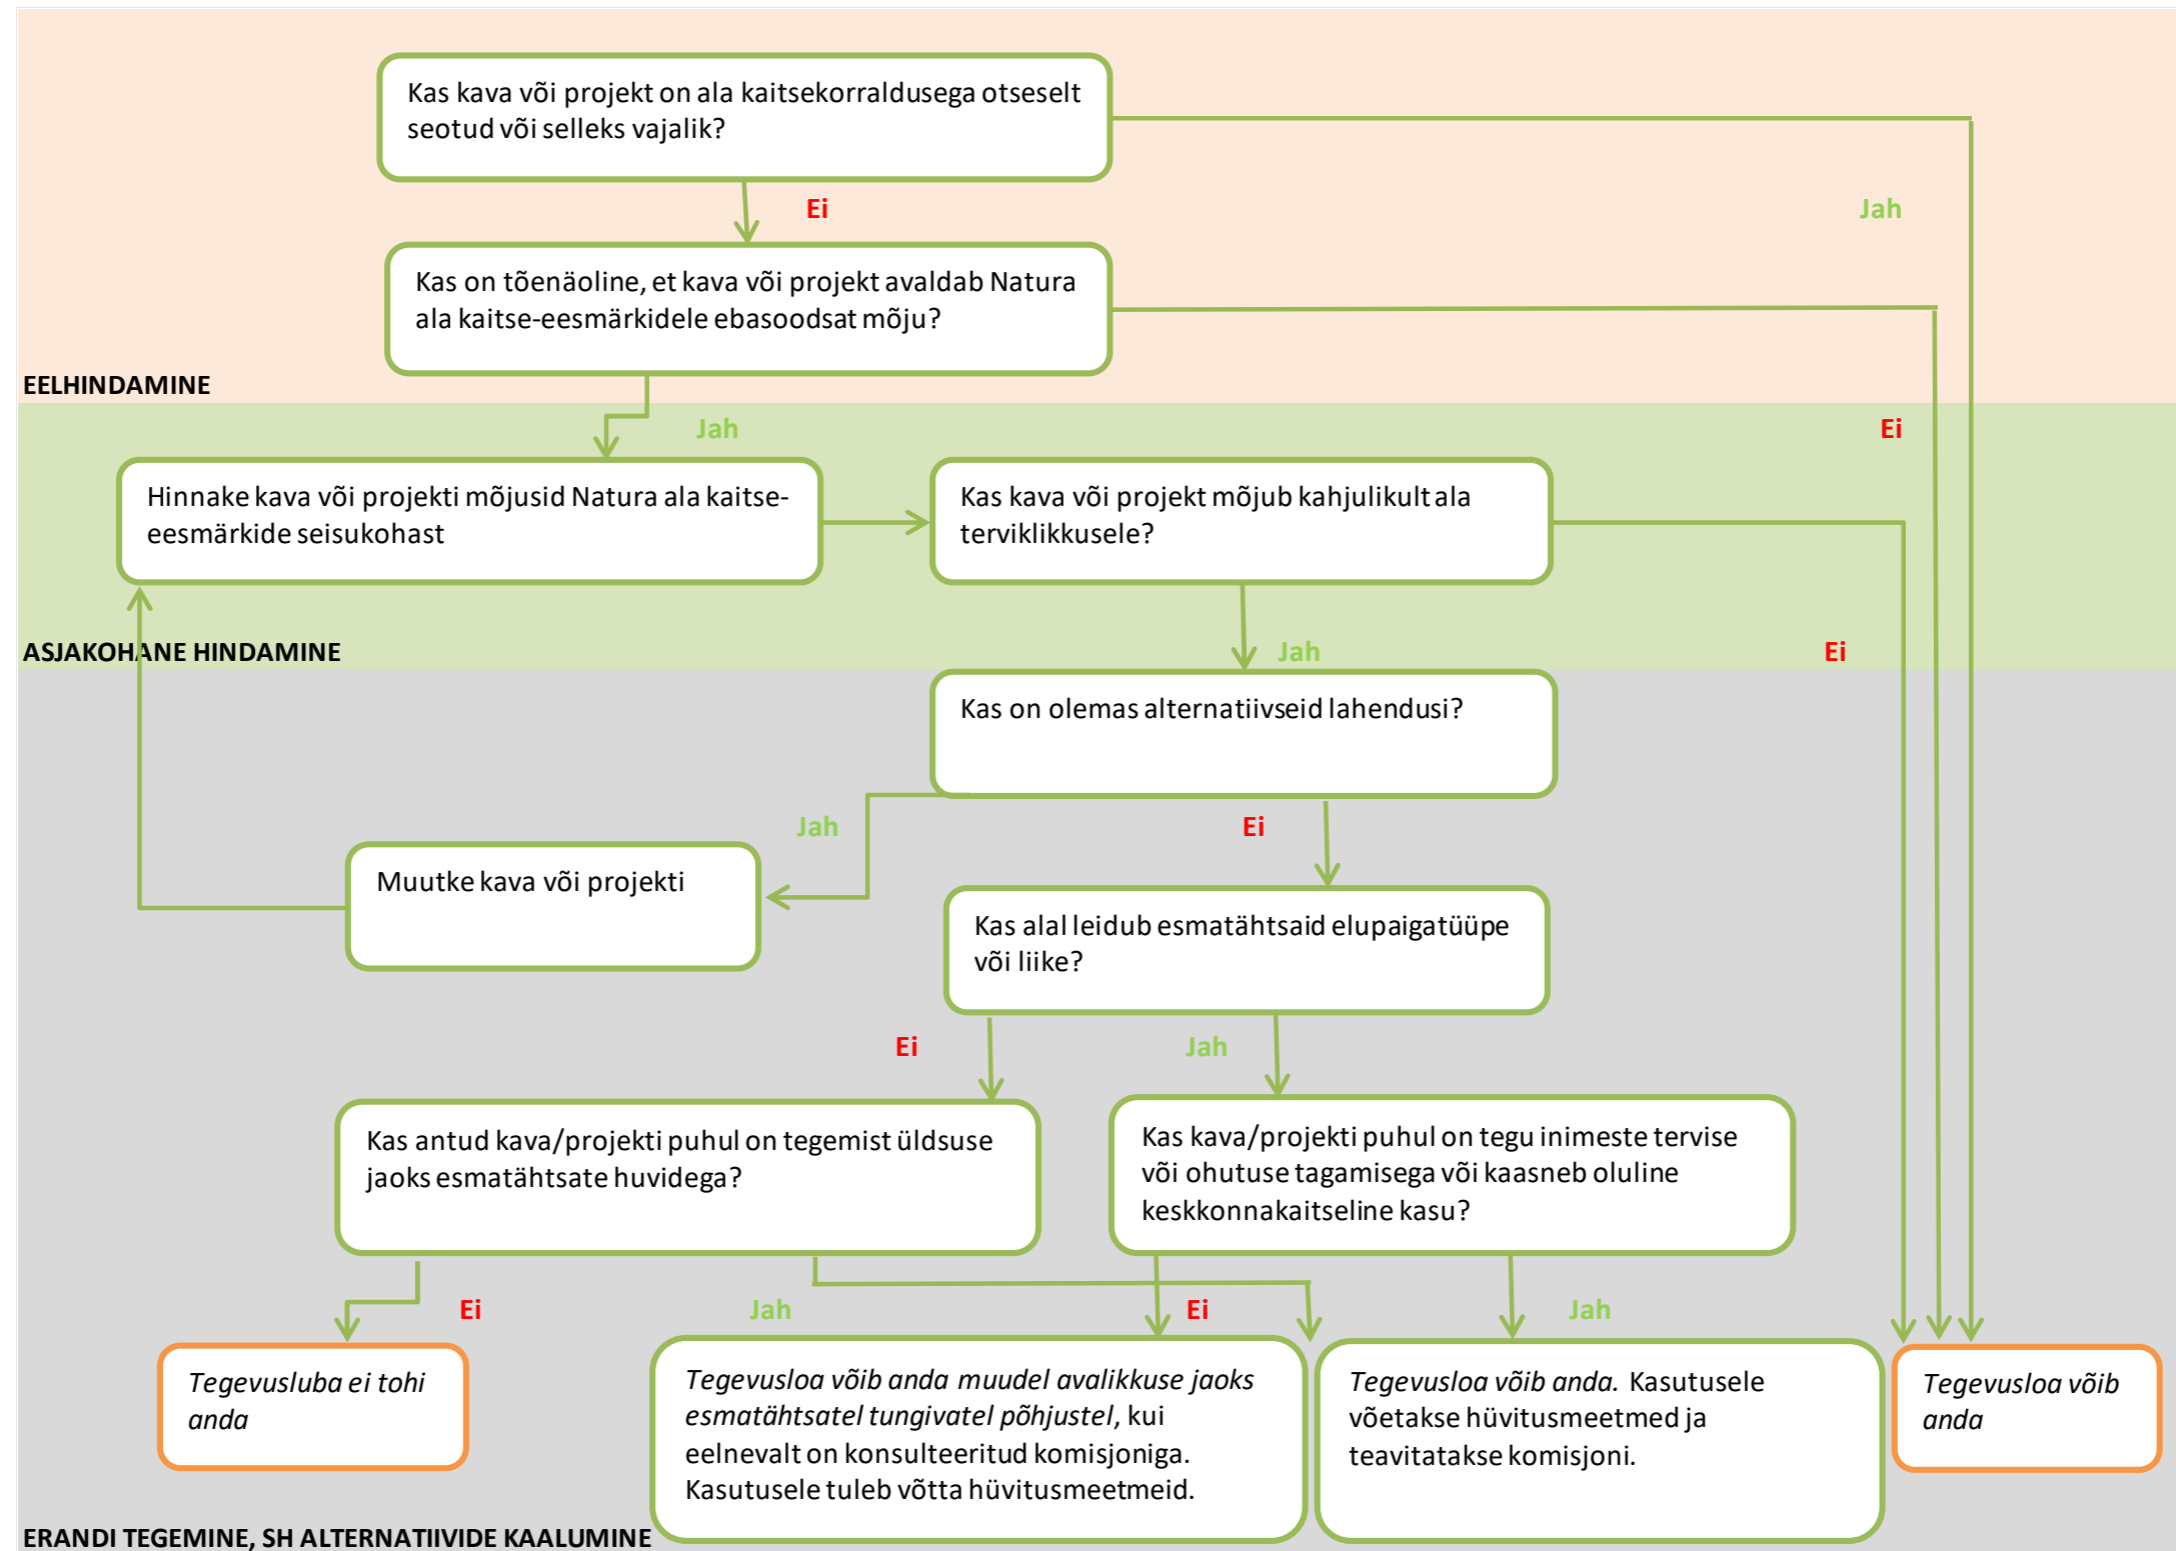 Kas kava või projekt on ala kaitsekorraldusega otseselt
seotud või selleks vajalik?
Ei
Jah
Kas on tõenäoline, et kava või projekt avaldab Natura
ala kaitse-eesmärkidele ebasoodsat mõju?
EELHINDAMINE
Jah
Ei
Hinnake kava või projekti mõjusid Natura ala kaitse-
eesmärkide seisukohast
Kas kava või projekt mõjub kahjulikult ala
terviklikkusele?
ASJAKOHANE HINDAMINE
Jah
Ei
Kas on olemas alternatiivseid lahendusi?
Jah
Ei
Muutke kava või projekti
Kas alal leidub esmatähtsaid elupaigatüüpe
või liike?
Ei
Jah
Kas antud kava/projekti puhul on tegemist üldsuse
jaoks esmatähtsate huvidega?
Kas kava/projekti puhul on tegu inimeste tervise
või ohutuse tagamisega või kaasneb oluline
keskkonnakaitseline kasu?
Ei
Jah
Ei
Jah
Tegevusluba ei tohi
anda
Tegevusloa võib anda muudel avalikkuse jaoks
esmatähtsatel tungivatel põhjustel, kui
eelnevalt on konsulteeritud komisjoniga.
Kasutusele tuleb võtta hüvitusmeetmeid.
Tegevusloa võib anda. Kasutusele
võetakse hüvitusmeetmed ja
teavitatakse komisjoni.
Tegevusloa võib
anda
ERANDI TEGEMINE, SH ALTERNATIIVIDE KAALUMINE